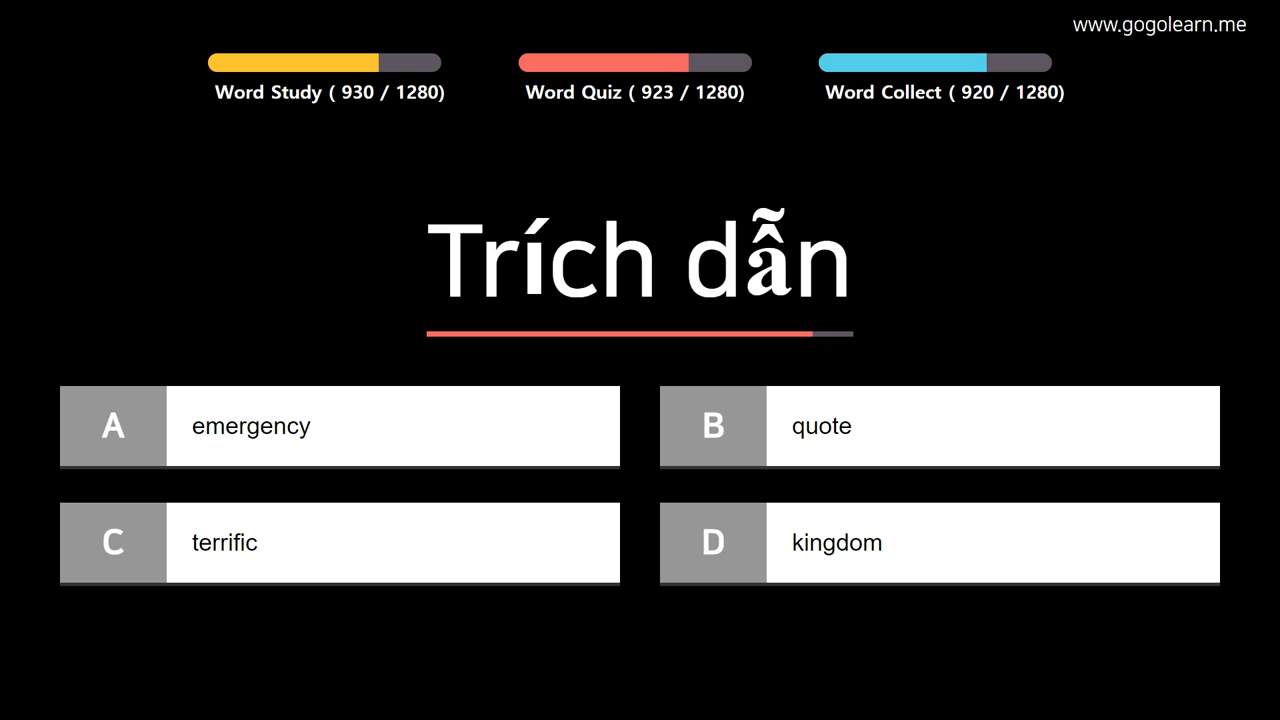 www.gogolearn.me
Word Study ( 930 / 1280)
Word Quiz ( 923 / 1280)
Word Collect ( 920 / 1280)
Trích dẫn
A emergency
B quote
C terrific
D kingdom